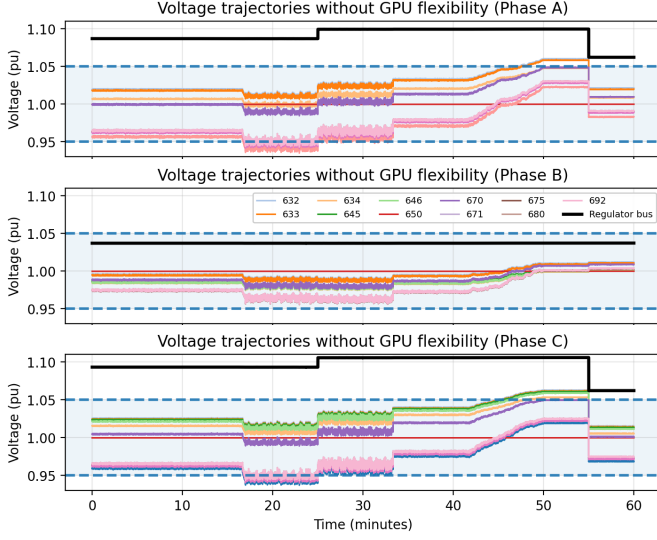 Voltage trajectories without GPU flexibility (Phase A)
1.10
1.05
1.00
0.95
Voltage (pu)
Voltage trajectories without GPU flexibility (Phase B)
1.10
1.05
1.00
0.95
Voltage (pu)
632 634 646 670 675 692
633 645 650 671 680 Regulator bus
Voltage trajectories without GPU flexibility (Phase C)
1.10
1.05
1.00
0.95
Voltage (pu)
0 10 20 30 40 50 60
Time (minutes)